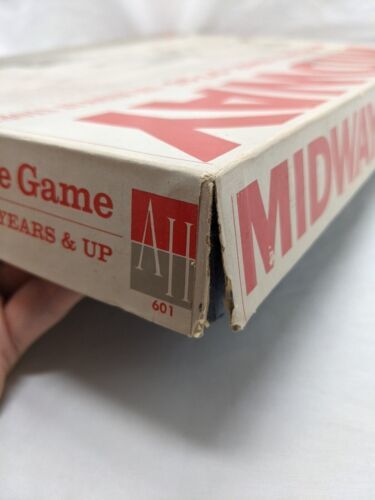 MIDWAY
e Game
YEARS & UP
AH
601
MIDWAY